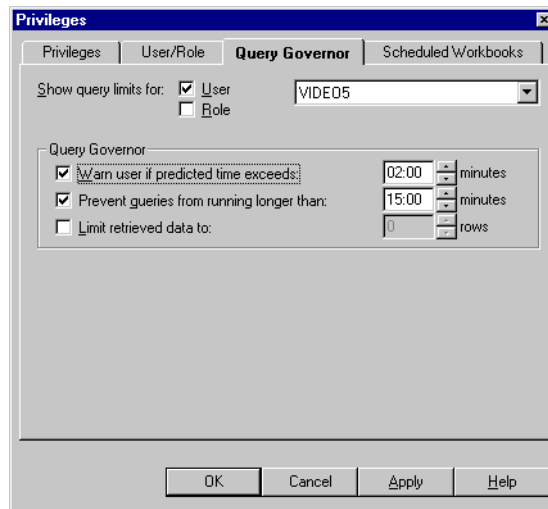 Privileges
Privileges User/Role Query Governor Scheduled Workbooks
Show query limits for: User VIDEO5
Role
Query Governor
Warn user if predicted time exceeds: 02:00 minutes
Prevent queries from running longer than: 15:00 minutes
Limit retrieved data to: 0 rows
OK Cancel Apply Help